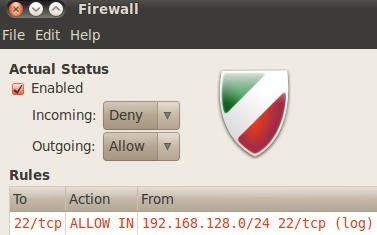 Firewall
File Edit Help
Actual Status
Enabled
Incoming: Deny
Outgoing: Allow
Rules
To Action From
22/tcp ALLOW IN 192.168.128.0/24 22/tcp (log)